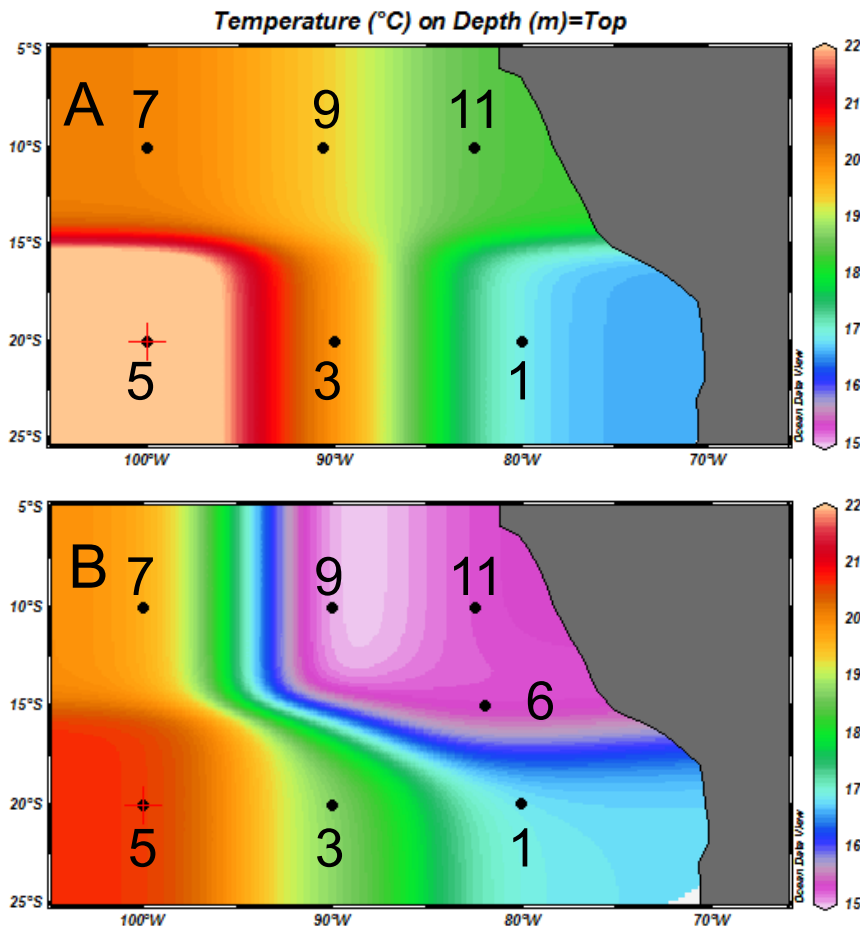 Temperature (°C) on Depth (m)=Top
5°S
10°S
15°S
20°S
25°S
A
7
9
11
5
3
1
100°W
90°W
80°W
70°W
Ocean Data View
22
21
20
19
18
17
16
15
5°S
10°S
15°S
20°S
25°S
B
7
9
11
6
5
3
1
100°W
90°W
80°W
70°W
Ocean Data View
22
21
20
19
18
17
16
15